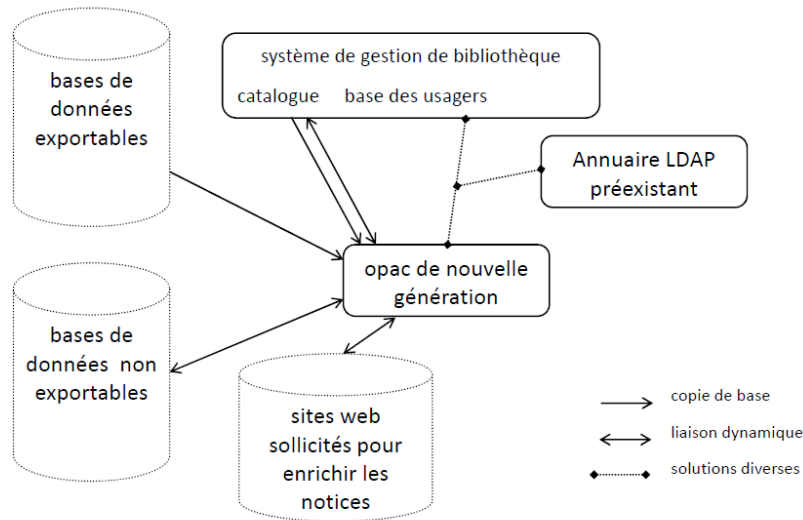 bases de
données
exportables
système de gestion de bibliothèque
catalogue base des usagers
Annuaire LDAP
préexistant
opac de nouvelle
génération
bases de
données non
exportables
sites web
sollicités pour
enrichir les
notices
copie de base
liaison dynamique
solutions diverses